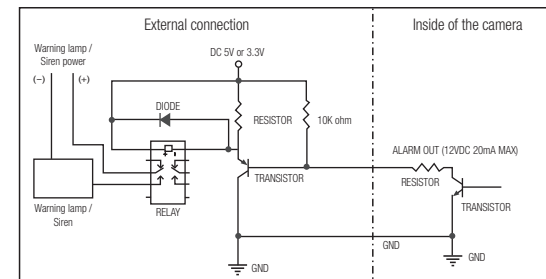 External connection
Inside of the camera
Warning lamp /
Siren power
(−)
(+)
DC 5V or 3.3V
DIODE
RESISTOR
10K ohm
ALARM OUT (12VDC 20mA MAX)
TRANSISTOR
RESISTOR
TRANSISTOR
Warning lamp /
Siren
RELAY
GND
GND
GND